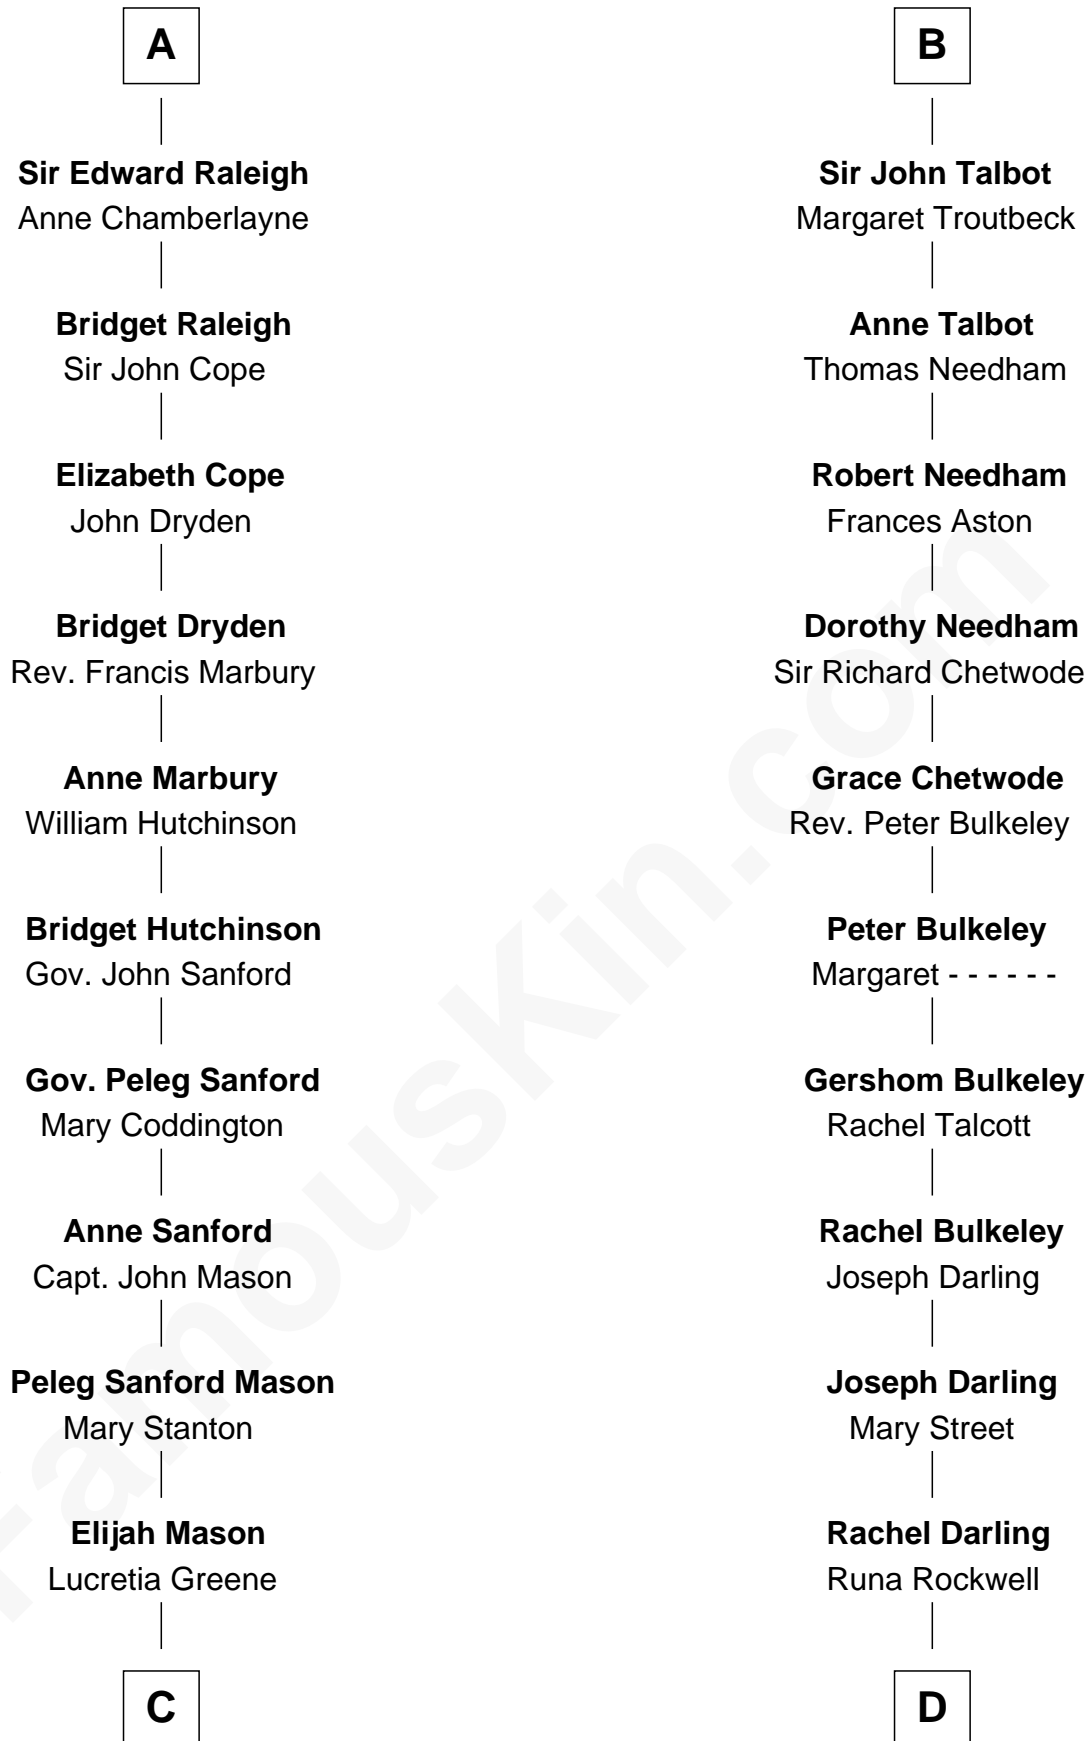 A
Sir Edward Raleigh
Anne Chamberlayne
Bridget Raleigh
Sir John Cope
Elizabeth Cope
John Dryden
Bridget Dryden
Rev. Francis Marbury
Anne Marbury
William Hutchinson
Bridget Hutchinson
Gov. John Sanford
Gov. Peleg Sanford
Mary Coddington
Anne Sanford
Capt. John Mason
Peleg Sanford Mason
Mary Stanton
Elijah Mason
Lucretia Greene
C
B
Sir John Talbot
Margaret Troutbeck
Anne Talbot
Thomas Needham
Robert Needham
Frances Aston
Dorothy Needham
Sir Richard Chetwode
Grace Chetwode
Rev. Peter Bulkeley
Peter Bulkeley
Margaret - - - - - -
Gershom Bulkeley
Rachel Talcott
Rachel Bulkeley
Joseph Darling
Joseph Darling
Mary Street
Rachel Darling
Runa Rockwell
D
FamousKin.com